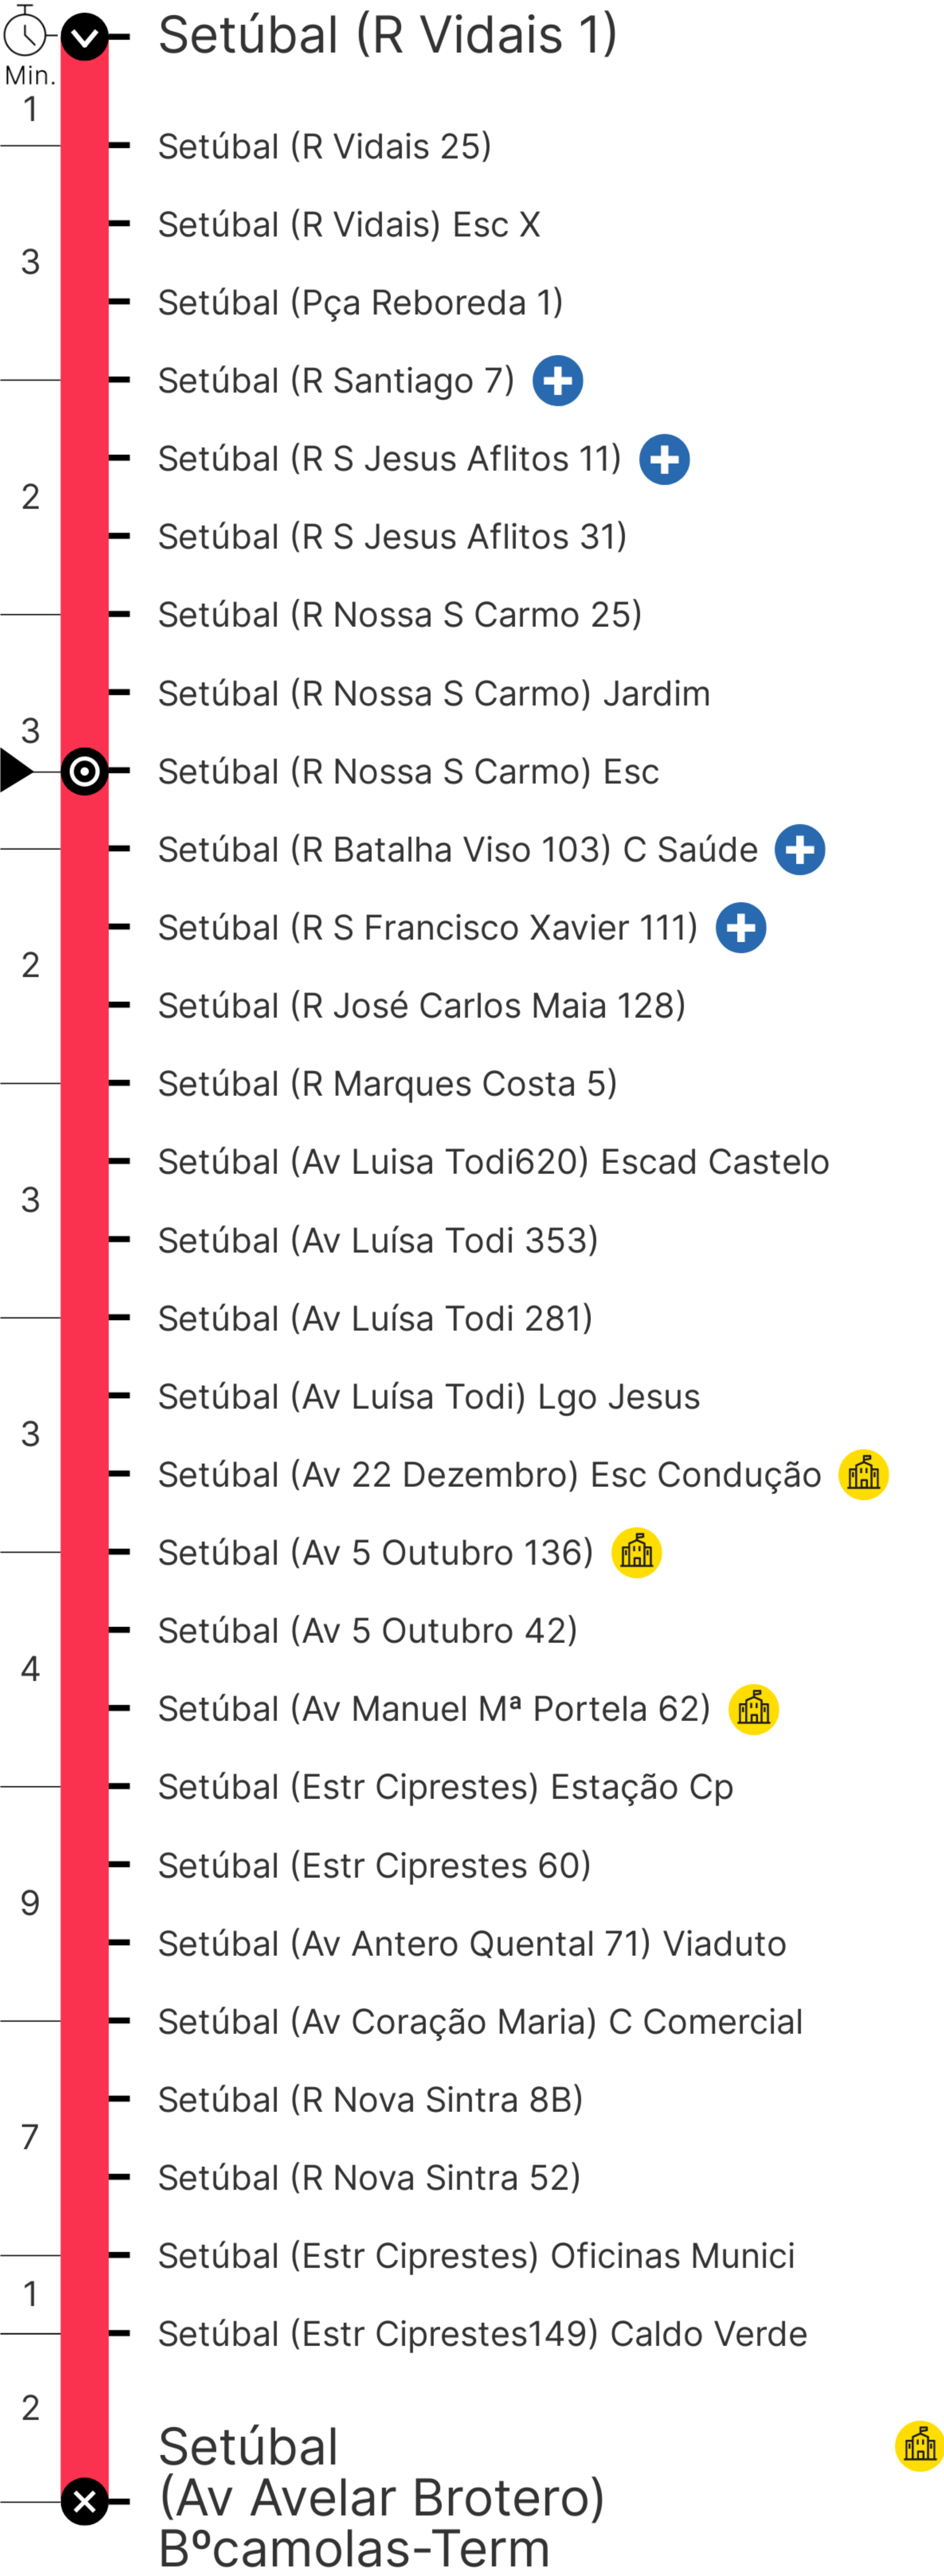 Setúbal (R Vidais 1)
Min.
1
Setúbal (R Vidais 25)
Setúbal (R Vidais) Esc X
3
Setúbal (Pça Reboreda 1)
Setúbal (R Santiago 7)
Setúbal (R S Jesus Aflitos 11)
2
Setúbal (R S Jesus Aflitos 31)
Setúbal (R Nossa S Carmo 25)
Setúbal (R Nossa S Carmo) Jardim
3
Setúbal (R Nossa S Carmo) Esc
Setúbal (R Batalha Viso 103) C Saúde
Setúbal (R S Francisco Xavier 111)
2
Setúbal (R José Carlos Maia 128)
Setúbal (R Marques Costa 5)
Setúbal (Av Luisa Todi620) Escad Castelo
3
Setúbal (Av Luísa Todi 353)
Setúbal (Av Luísa Todi 281)
Setúbal (Av Luísa Todi) Lgo Jesus
3
Setúbal (Av 22 Dezembro) Esc Condução
Setúbal (Av 5 Outubro 136)
Setúbal (Av 5 Outubro 42)
4
Setúbal (Av Manuel Mª Portela 62)
Setúbal (Estr Ciprestes) Estação Cp
Setúbal (Estr Ciprestes 60)
9
Setúbal (Av Antero Quental 71) Viaduto
Setúbal (Av Coração Maria) C Comercial
Setúbal (R Nova Sintra 8B)
7
Setúbal (R Nova Sintra 52)
Setúbal (Estr Ciprestes) Oficinas Munici
1
Setúbal (Estr Ciprestes149) Caldo Verde
2
Setúbal
(Av Avelar Brotero)
Bºcamolas-Term